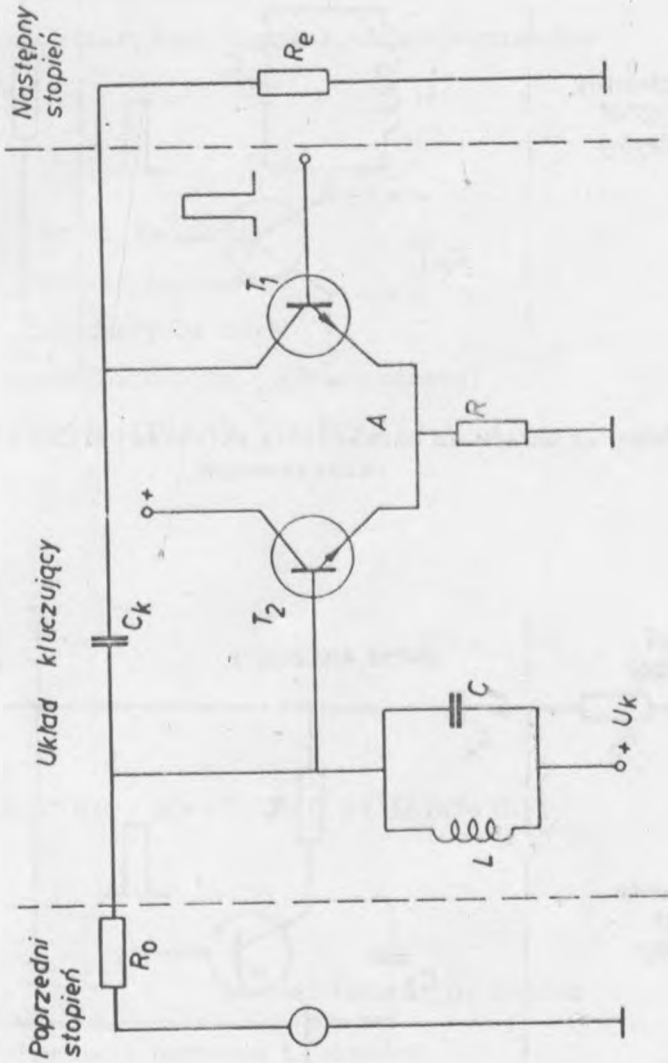 Poprzedni
stopień
Układ kluczujący
Następny
stopień
R₀
Cₖ
Rₑ
T₂
T₁
A
R
L
C
+ Uₖ
+